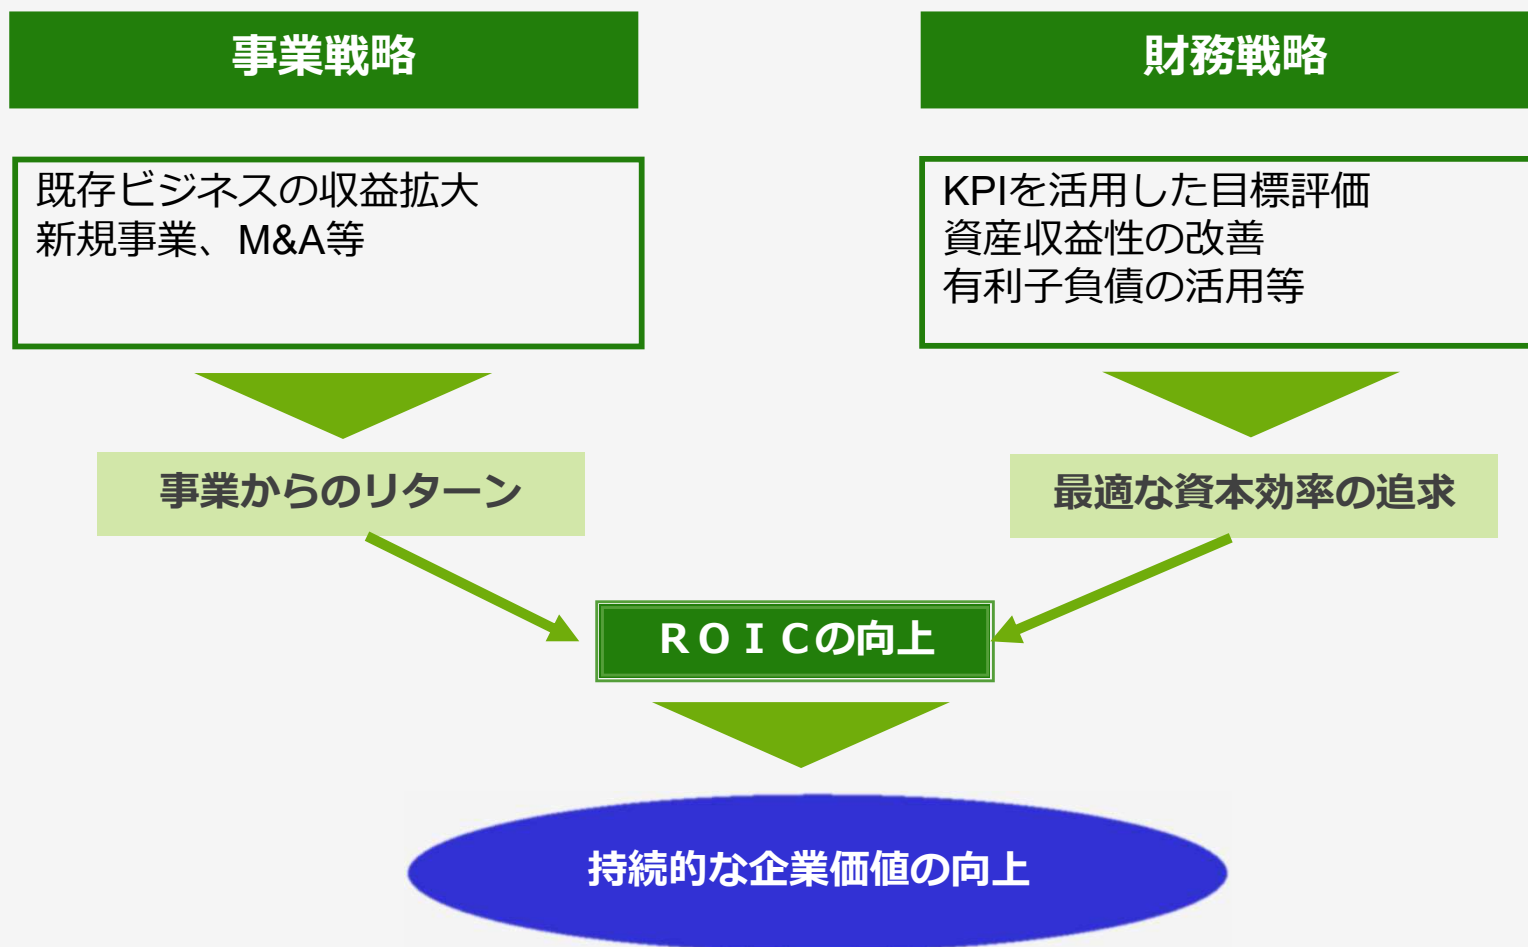 事業戦略
財務戦略
既存ビジネスの収益拡大
新規事業、M&A等
KPIを活用した目標評価
資産収益性の改善
有利子負債の活用等
事業からのリターン
最適な資本効率の追求
ＲＯＩＣの向上
持続的な企業価値の向上